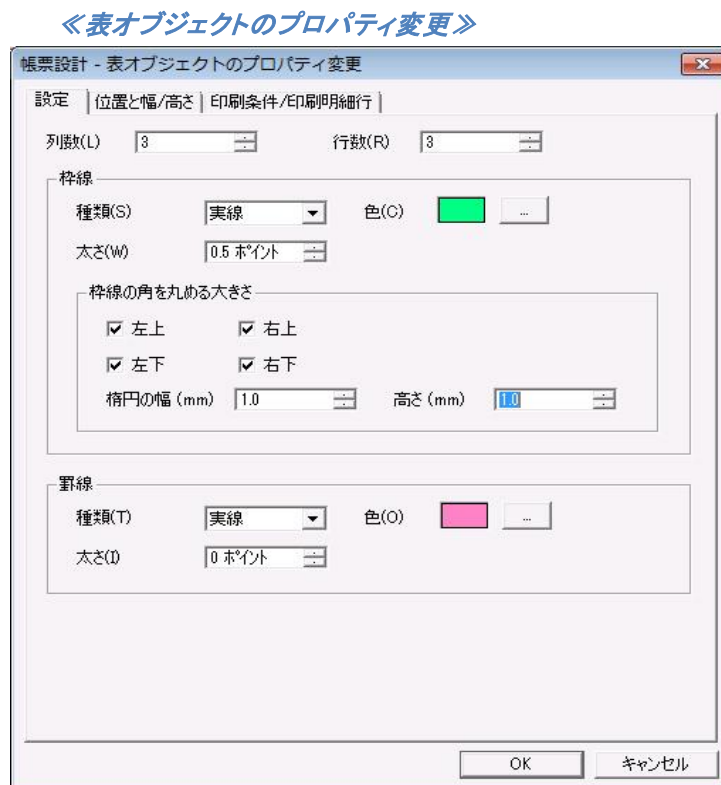 ≪表オブジェクトのプロパティ変更≫
帳票設計 - 表オブジェクトのプロパティ変更
設定 位置と幅/高さ 印刷条件/印刷明細行
列数(L) 3 行数(R) 3
枠線
種類(S) 実線 色(C) ...
太さ(W) 0.5 ポイント
枠線の角を丸める大きさ
左上 右上
左下 右下
楕円の幅 (mm) 1.0 高さ (mm) 1.0
罫線
種類(T) 実線 色(O) ...
太さ(I) 0 ポイント
OK キャンセル